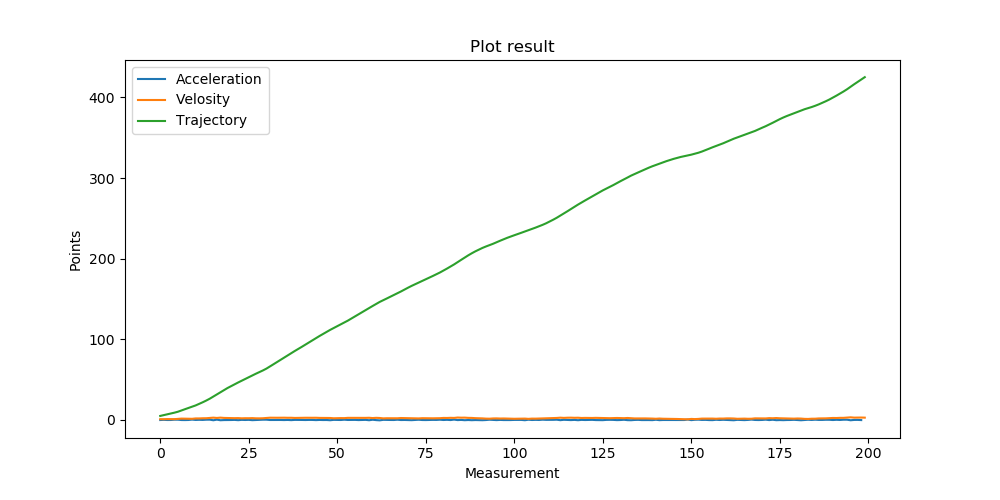 Plot result
Acceleration
Velosity
Trajectory
400
300
200
100
0
Points
0 25 50 75 100 125 150 175 200
Measurement